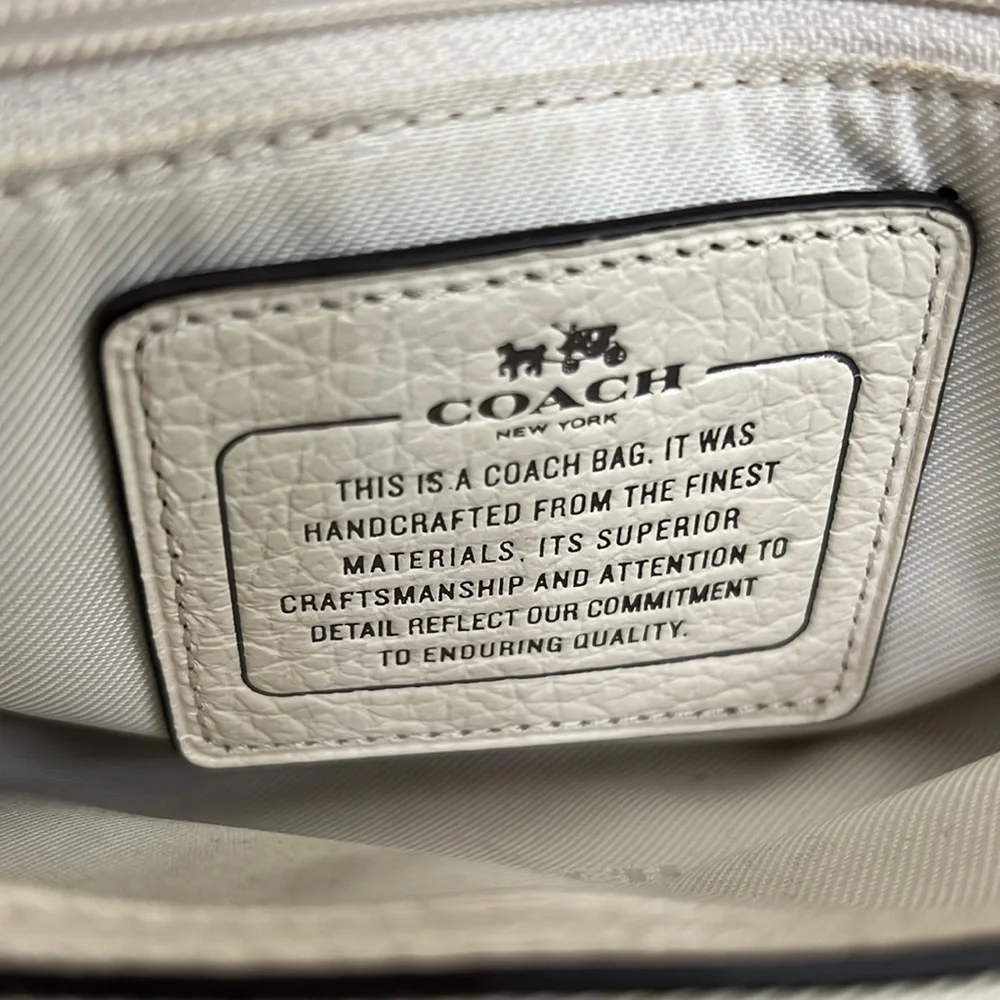 COACH
NEW YORK
THIS IS A COACH BAG. IT WAS
HANDCRAFTED FROM THE FINEST
MATERIALS. ITS SUPERIOR
CRAFTSMANSHIP AND ATTENTION TO
DETAIL REFLECT OUR COMMITMENT
TO ENDURING QUALITY.